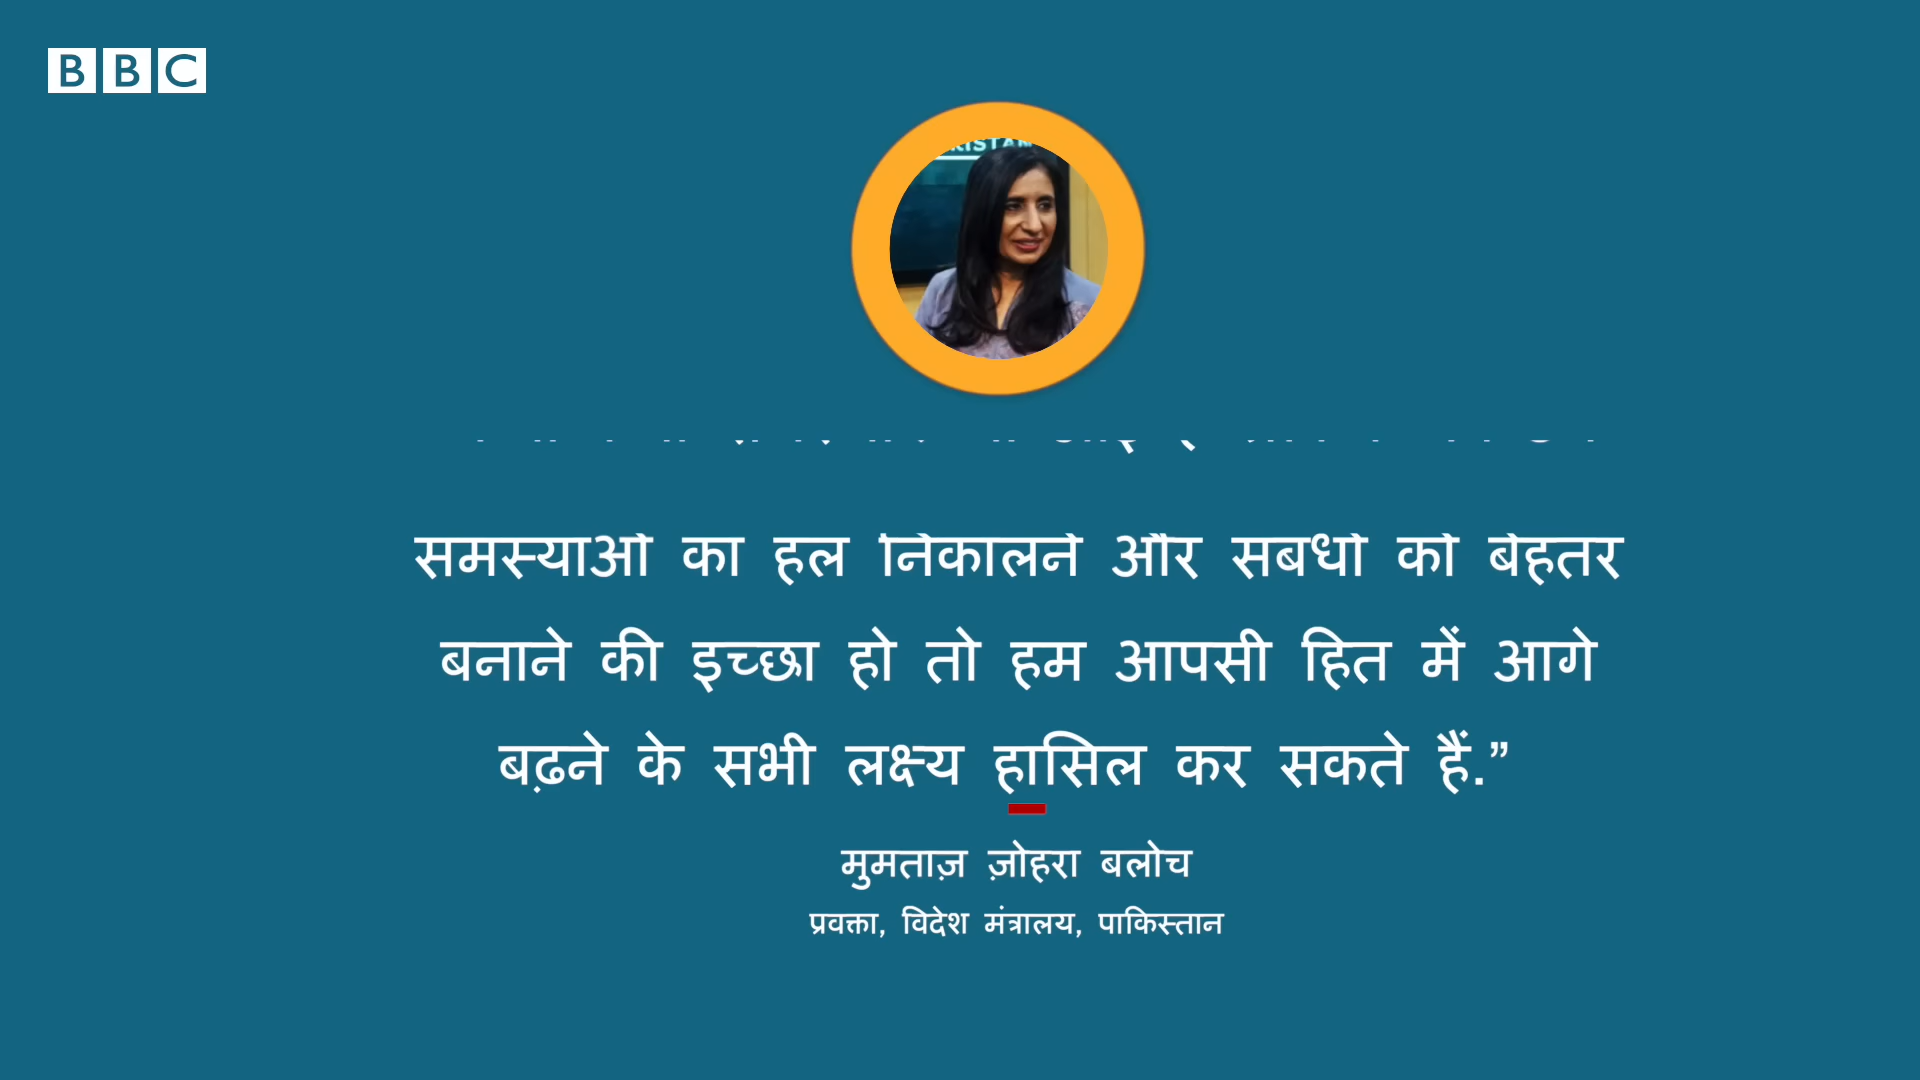 BBC
समस्याओं का हल निकालने और संबंधों को बेहतर
बनाने की इच्छा हो तो हम आपसी हित में आगे
बढ़ने के सभी लक्ष्य हासिल कर सकते हैं.”
मुमताज़ ज़ोहरा बलोच
प्रवक्ता, विदेश मंत्रालय, पाकिस्तान